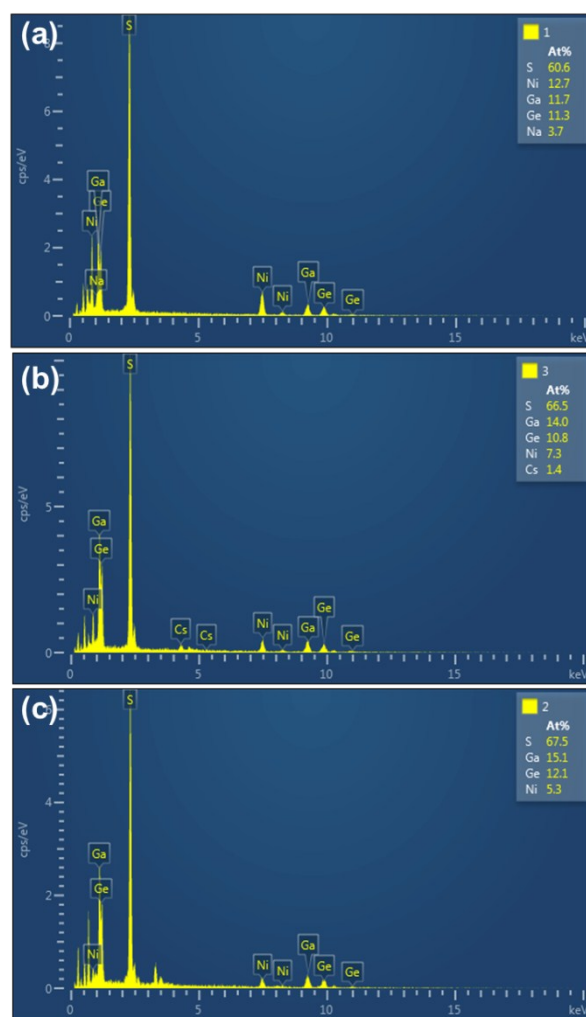 (a)
S
1
At%
S 60.6
Ni 12.7
Ga 11.7
Ge 11.3
Na 3.7
8
6
4
2
0
cps/eV
Ga
Ge
Ni
Na
Ni
Ni
Ga
Ge
Ge
0 5 10 15 keV
(b)
S
3
At%
S 66.5
Ga 14.0
Ge 10.8
Ni 7.3
Cs 1.4
5
0
cps/eV
Ga
Ge
Ni
Cs
Cs
Ni
Ni
Ga
Ge
Ge
0 5 10 15 keV
(c)
S
2
At%
S 67.5
Ga 15.1
Ge 12.1
Ni 5.3
6
4
2
0
cps/eV
Ga
Ge
Ni
Ni
Ni
Ga
Ge
Ge
0 5 10 15 keV